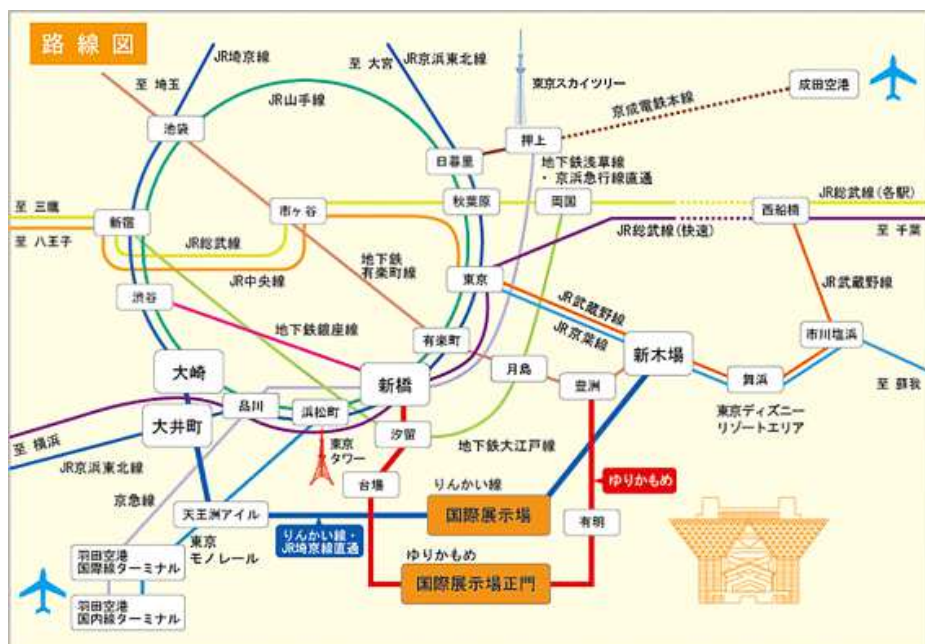 路線図
JR埼京線
至 大宮
JR京浜東北線
至 埼玉
JR山手線
東京スカイツリー
成田空港
京成電鉄本線
池袋
押上
日暮里
地下鉄浅草線
・京浜急行線直通
至 三鷹
新宿
市ヶ谷
秋葉原
両国
西船橋
JR総武線(各駅)
至 八王子
JR総武線
JR総武線(快速)
至 千葉
JR中央線
地下鉄
有楽町線
東京
渋谷
JR武蔵野線
JR京葉線
JR武蔵野線
地下鉄銀座線
有楽町
新木場
市川塩浜
大崎
新橋
月島
豊洲
舞浜
至 蘇我
品川
浜松町
大井町
汐留
東京ディズニー
リゾートエリア
至 横浜
東京
タワー
地下鉄大江戸線
JR京浜東北線
台場
りんかい線
ゆりかもめ
京急線
天王洲アイル
国際展示場
有明
りんかい線・
JR埼京線直通
東京
モノレール
羽田空港
国際線ターミナル
ゆりかもめ
国際展示場正門
羽田空港
国内線ターミナル